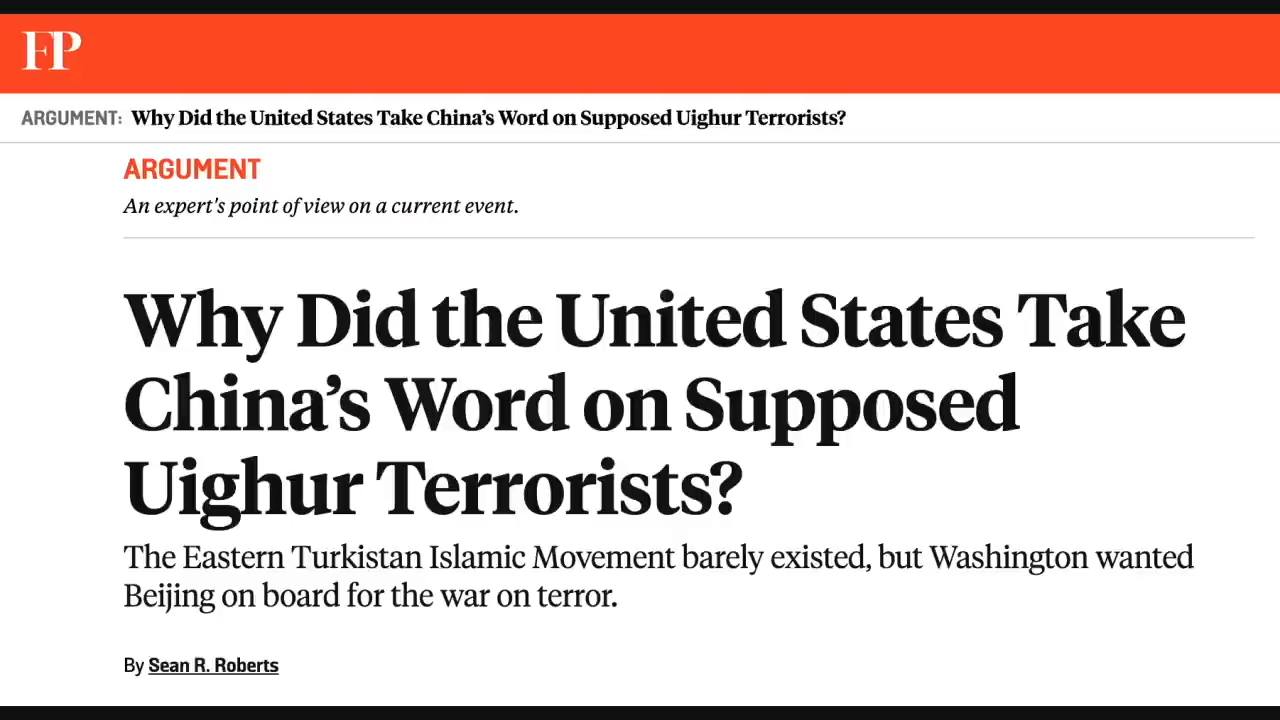 FP
ARGUMENT: Why Did the United States Take China’s Word on Supposed Uighur Terrorists?
ARGUMENT
An expert's point of view on a current event.
Why Did the United States Take
China’s Word on Supposed
Uighur Terrorists?
The Eastern Turkistan Islamic Movement barely existed, but Washington wanted
Beijing on board for the war on terror.
By Sean R. Roberts